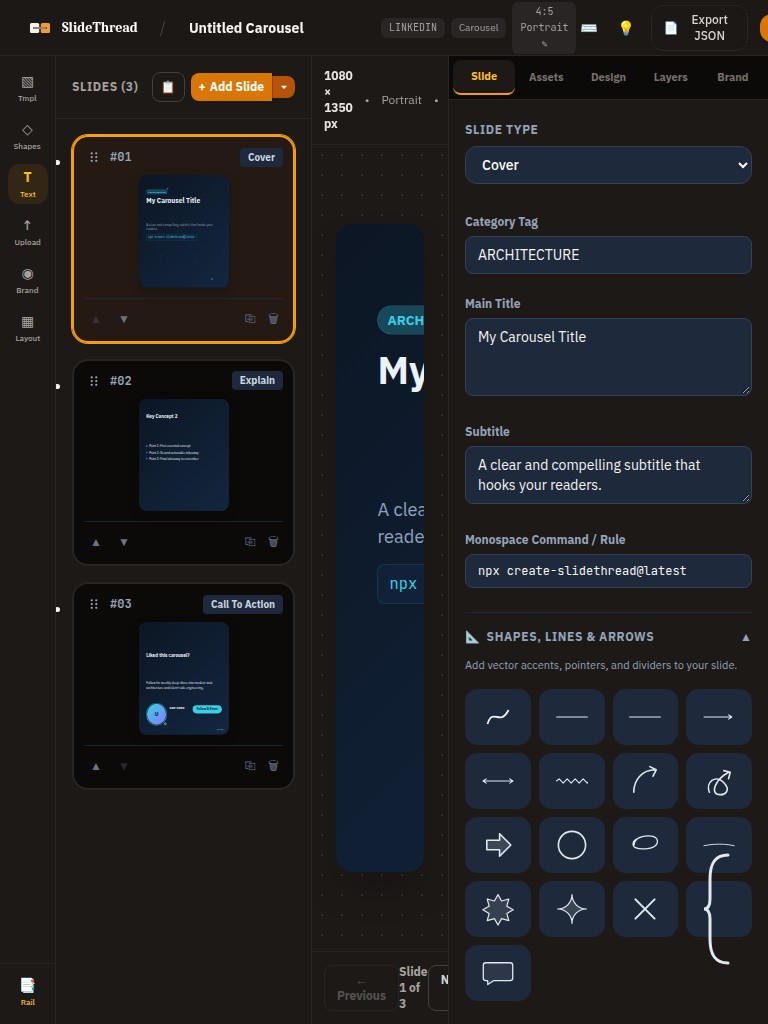 SlideThread / Untitled Carousel
LINKEDIN Carousel 4:5 Portrait
Export JSON
Tmpl
Shapes
T
Text
Upload
Brand
Layout
Rail
SLIDES (3)
+ Add Slide
#01 Cover
My Carousel Title
#02 Explain
Key Concept 2
#03 Call To Action
Liked this carousel?
1080 × 1350 px • Portrait •
ARCH
My
A clea
reade
npx
← Previous
Slide 1 of 3
N
Slide Assets Design Layers Brand
SLIDE TYPE
Cover
Category Tag
ARCHITECTURE
Main Title
My Carousel Title
Subtitle
A clear and compelling subtitle that
hooks your readers.
Monospace Command / Rule
npx create-slidethread@latest
SHAPES, LINES & ARROWS
Add vector accents, pointers, and dividers to your slide.